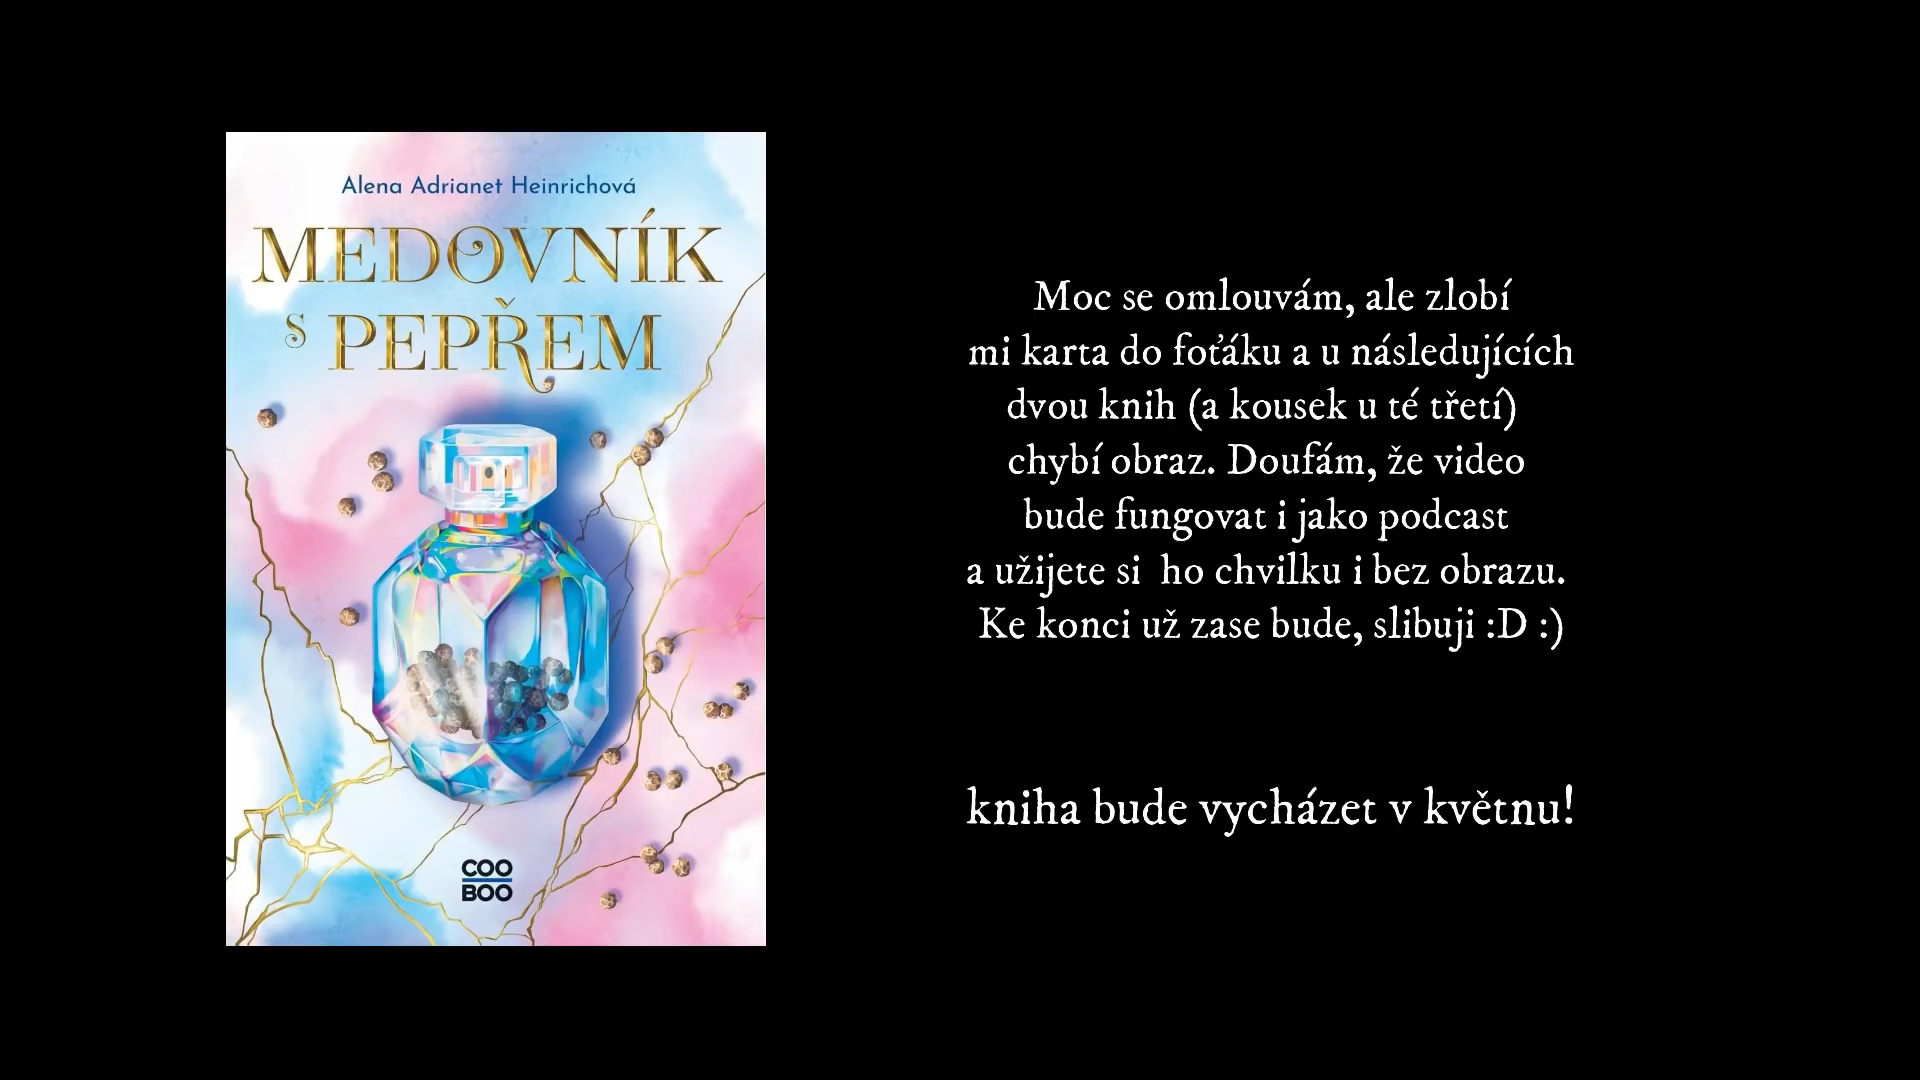 Alena Adrianet Heinrichová
MEDOVNÍK
S PEPŘEM
COO
BOO
Moc se omlouvám, ale zlobí
mi karta do foťáku a u následujících
dvou knih (a kousek u té třetí)
chybí obraz. Doufám, že video
bude fungovat i jako podcast
a užijete si  ho chvilku i bez obrazu.
Ke konci už zase bude, slibuji :D :)
kniha bude vycházet v květnu!